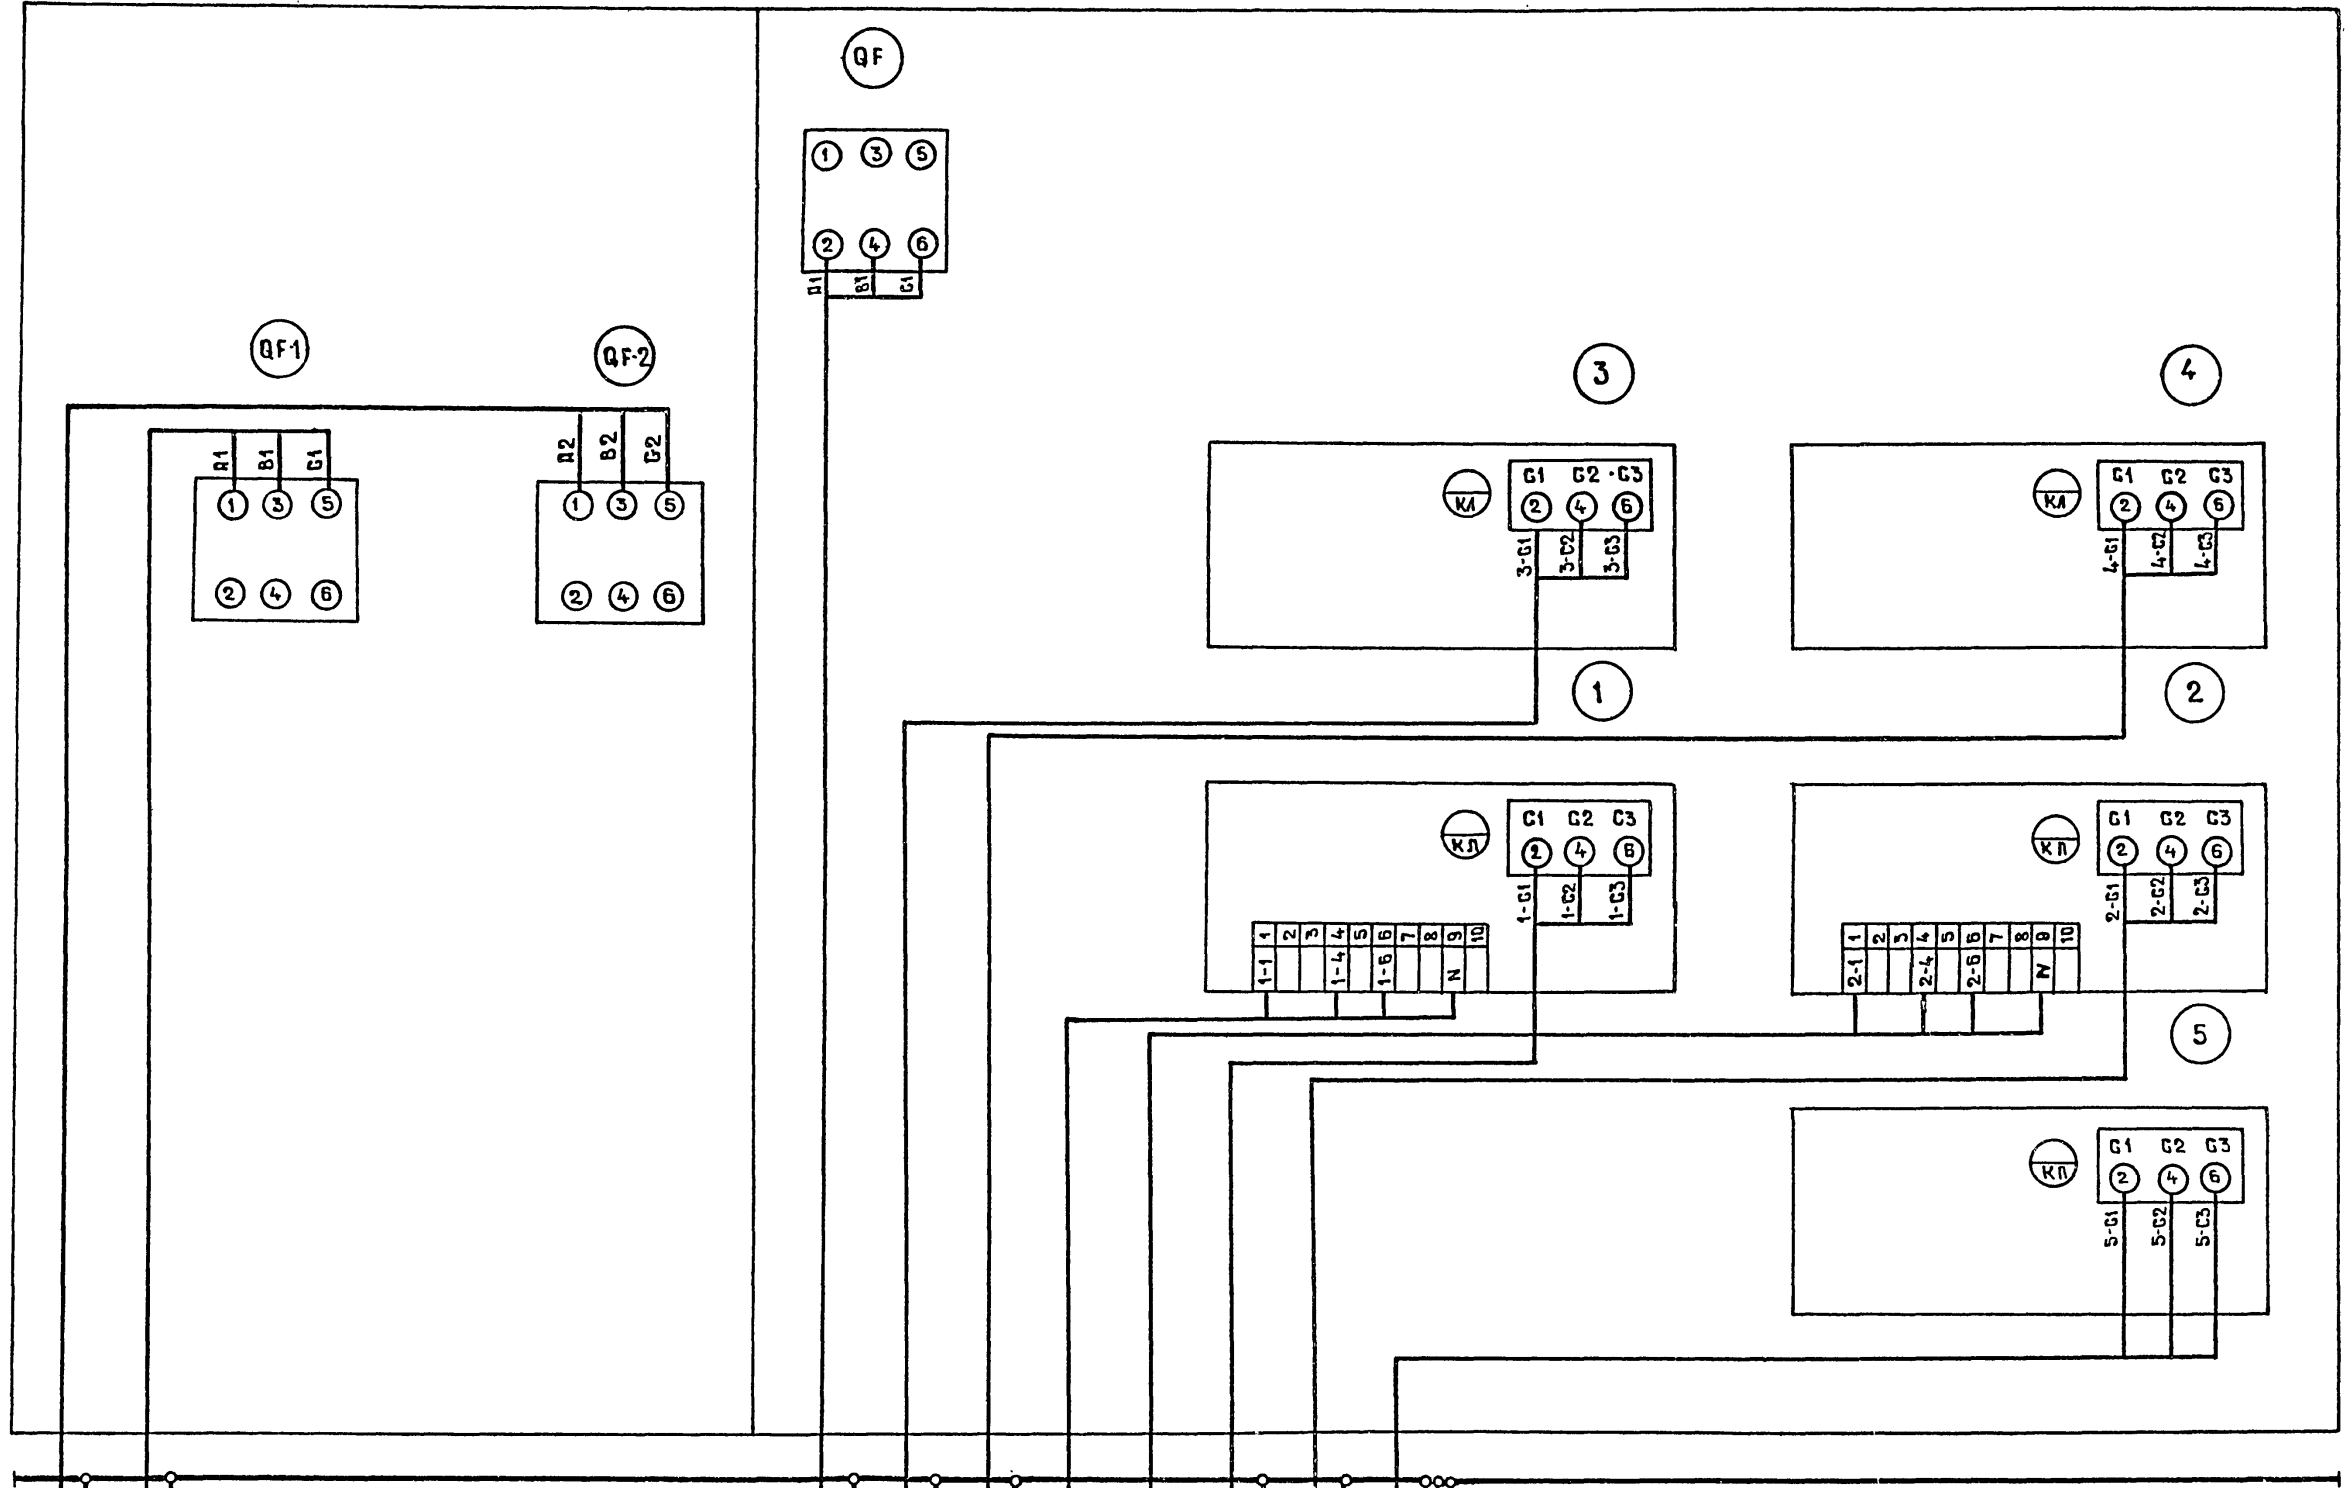 QF
1 3 5
2 4 6
A1 B1 C1
QF-1 QF-2
A1 B1 C1
1 3 5
2 4 6
A2 B2 C2
1 3 5
2 4 6
3
КЛ
C1 C2 C3
2 4 6
3-C1 3-C2 3-C3
4
КЛ
C1 C2 C3
2 4 6
4-C1 4-C2 4-C3
1
КЛ
C1 C2 C3
2 4 6
1-C1 1-C2 1-C3
1 2 3 4 5 6 7 8 9 10
1-1 1-4 1-6 N
2
КЛ
C1 C2 C3
2 4 6
2-C1 2-C2 2-C3
1 2 3 4 5 6 7 8 9 10
2-1 2-4 2-6 N
5
КЛ
C1 C2 C3
2 4 6
5-C1 5-C2 5-C3